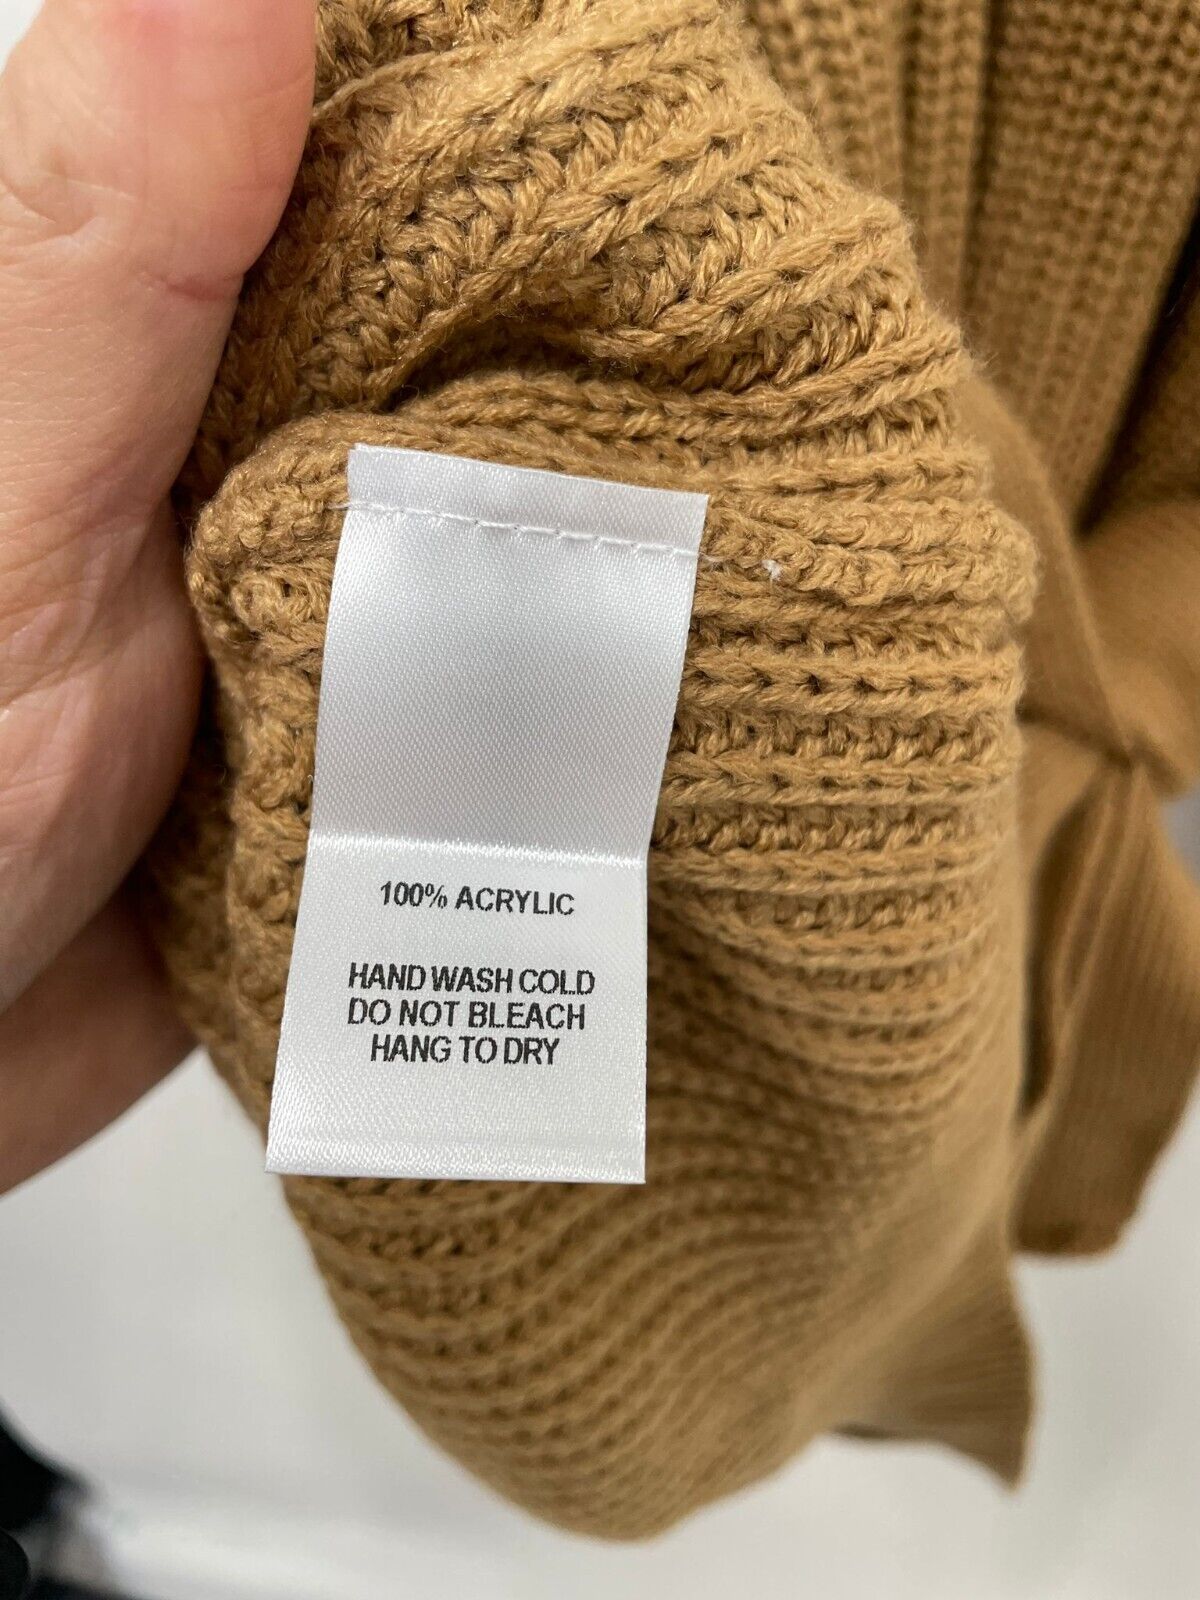 100% ACRYLIC
HAND WASH COLD
DO NOT BLEACH
HANG TO DRY